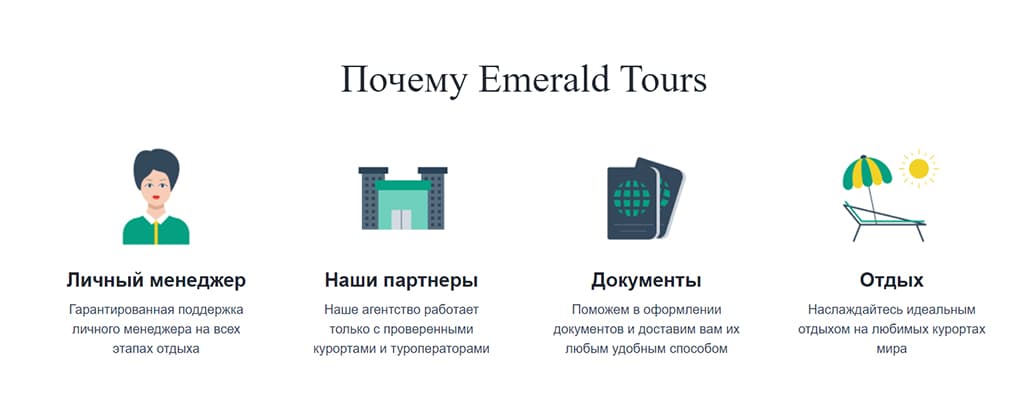 Почему Emerald Tours
Личный менеджер
Гарантированная поддержка
личного менеджера на всех
этапах отдыха
Наши партнеры
Наше агентство работает
только с проверенными
курортами и туроператорами
Документы
Поможем в оформлении
документов и доставим вам их
любым удобным способом
Отдых
Наслаждайтесь идеальным
отдыхом на любимых курортах
мира